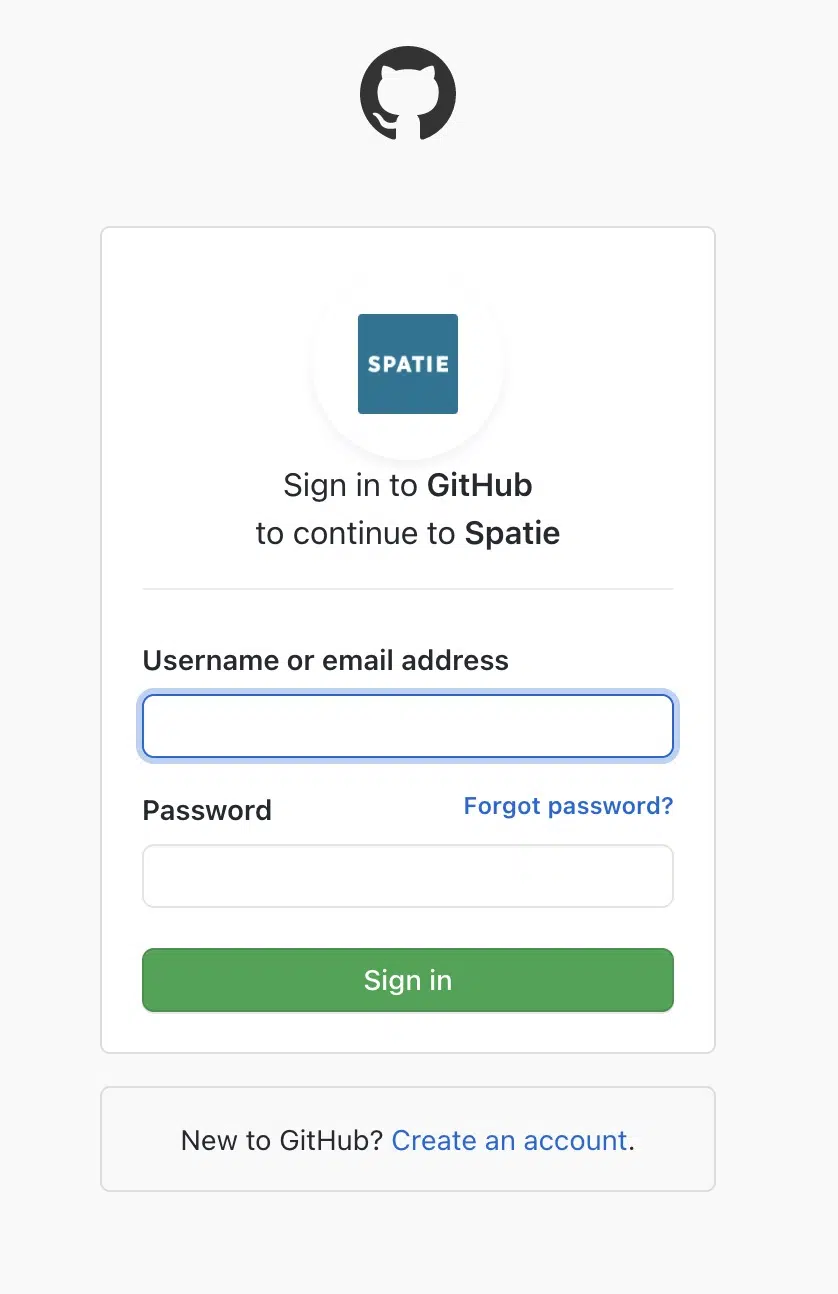 SPATIE
Sign in to GitHub
to continue to Spatie
Username or email address
Password
Forgot password?
Sign in
New to GitHub? Create an account.